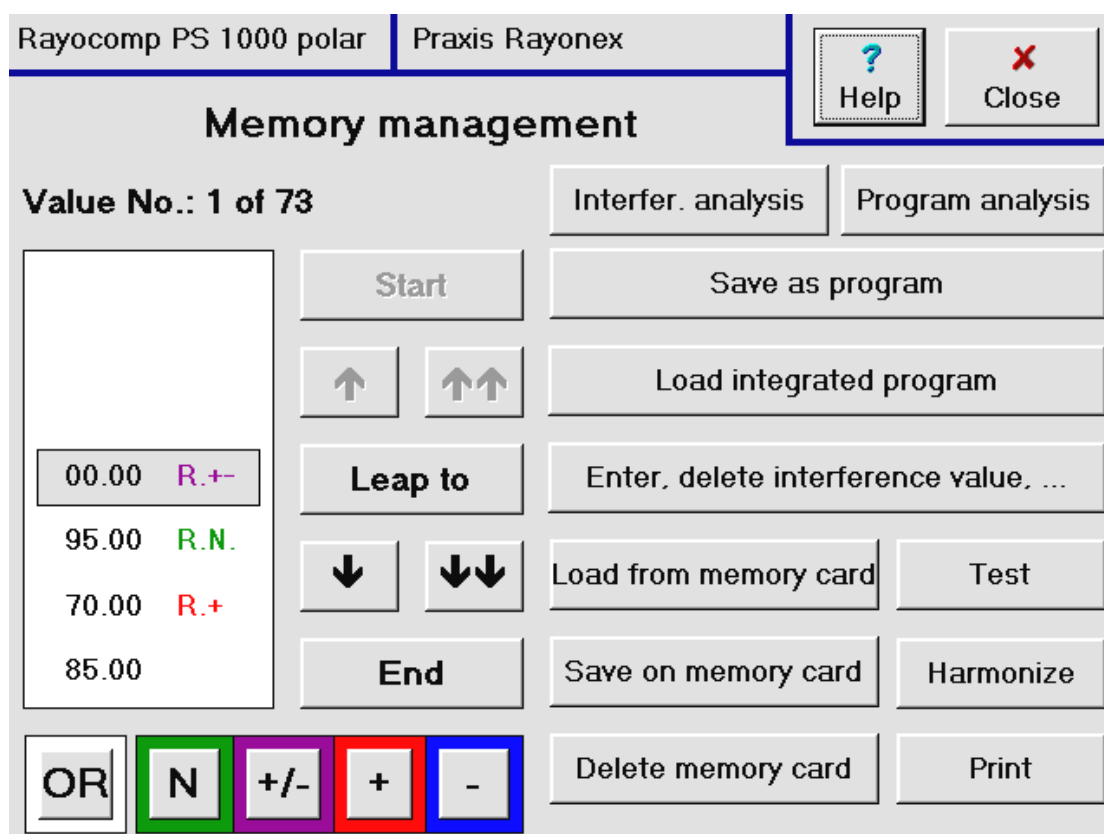 Rayocomp PS 1000 polar
Praxis Rayonex
?
Help
Close
Memory management
Value No.: 1 of 73
Interfer. analysis
Program analysis
Start
Save as program
Load integrated program
00.00 R.+-
Leap to
Enter, delete interference value, ...
95.00 R.N.
70.00 R.+
Load from memory card
Test
85.00
End
Save on memory card
Harmonize
OR
N
+/-
+
-
Delete memory card
Print